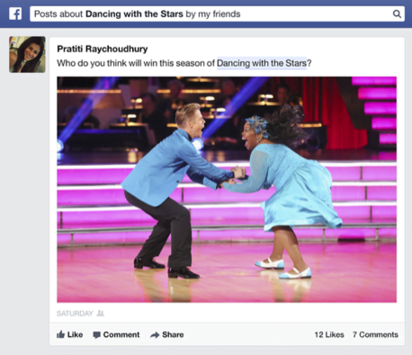 Posts about Dancing with the Stars by my friends
Pratiti Raychoudhury
Who do you think will win this season of Dancing with the Stars?
SATURDAY
Like Comment Share 12 Likes 7 Comments